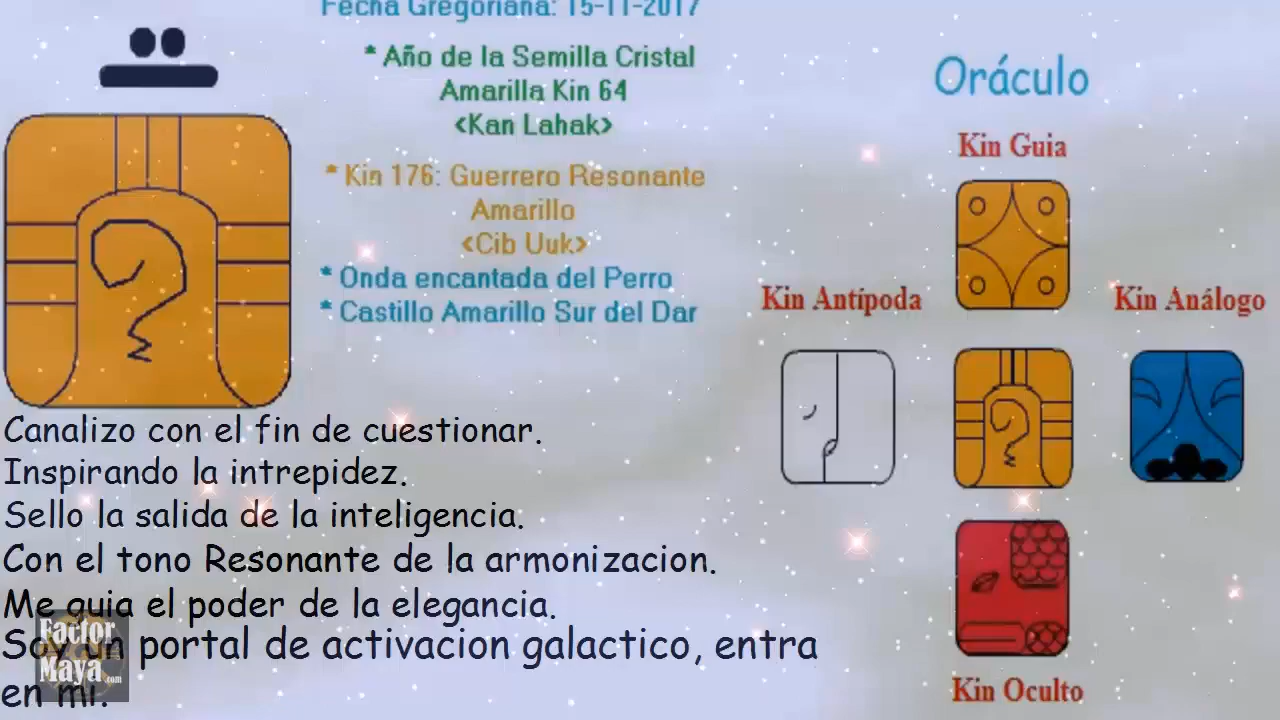 Fecha Gregoriana: 15-11-2017
* Año de la Semilla Cristal
Amarilla Kin 64
<Kan Lahak>
* Kin 176: Guerrero Resonante
Amarillo
<Cib Uuk>
* Onda encantada del Perro
* Castillo Amarillo Sur del Dar
Canalizo con el fin de cuestionar.
Inspirando la intrepidez.
Sello la salida de la inteligencia.
Con el tono Resonante de la armonizacion.
Me guia el poder de la elegancia.
Soy un portal de activacion galactico, entra
en mi.
Factor
Maya.com
Oráculo
Kin Guia
Kin Antípoda
Kin Análogo
Kin Oculto